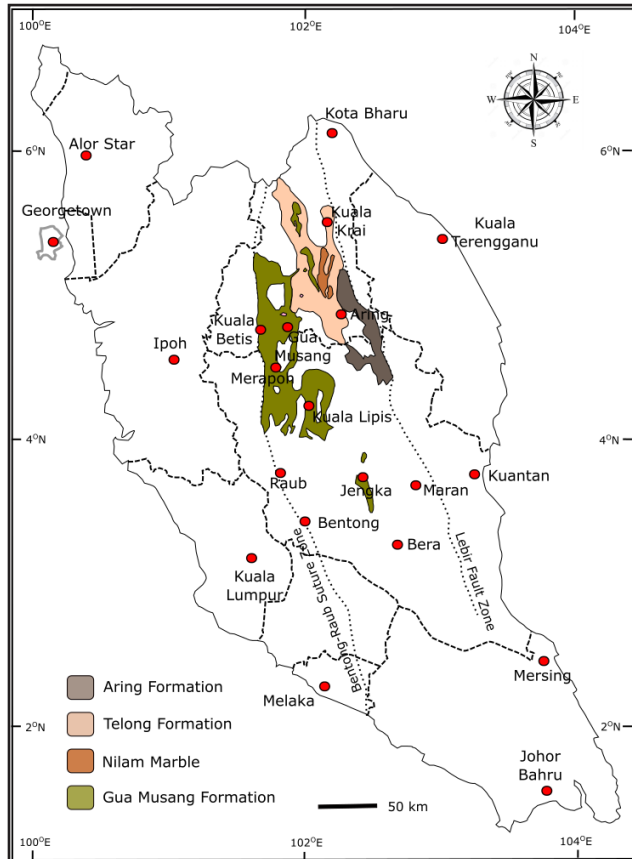 100°E
102°E
104°E
N
W
E
S
Kota Bharu
Alor Star
6°N
6°N
Georgetown
Kuala
Krai
Kuala
Terengganu
Aring
Kuala
Betis
Gua
Musang
Ipoh
Merapoh
Kuala Lipis
4°N
4°N
Raub
Jengka
Maran
Kuantan
Bentong
Bera
Kuala
Lumpur
Bentong-Raub Suture Zone
Lebir Fault Zone
Mersing
Melaka
Aring Formation
Telong Formation
Nilam Marble
Gua Musang Formation
2°N
2°N
Johor
Bahru
50 km
100°E
102°E
104°E